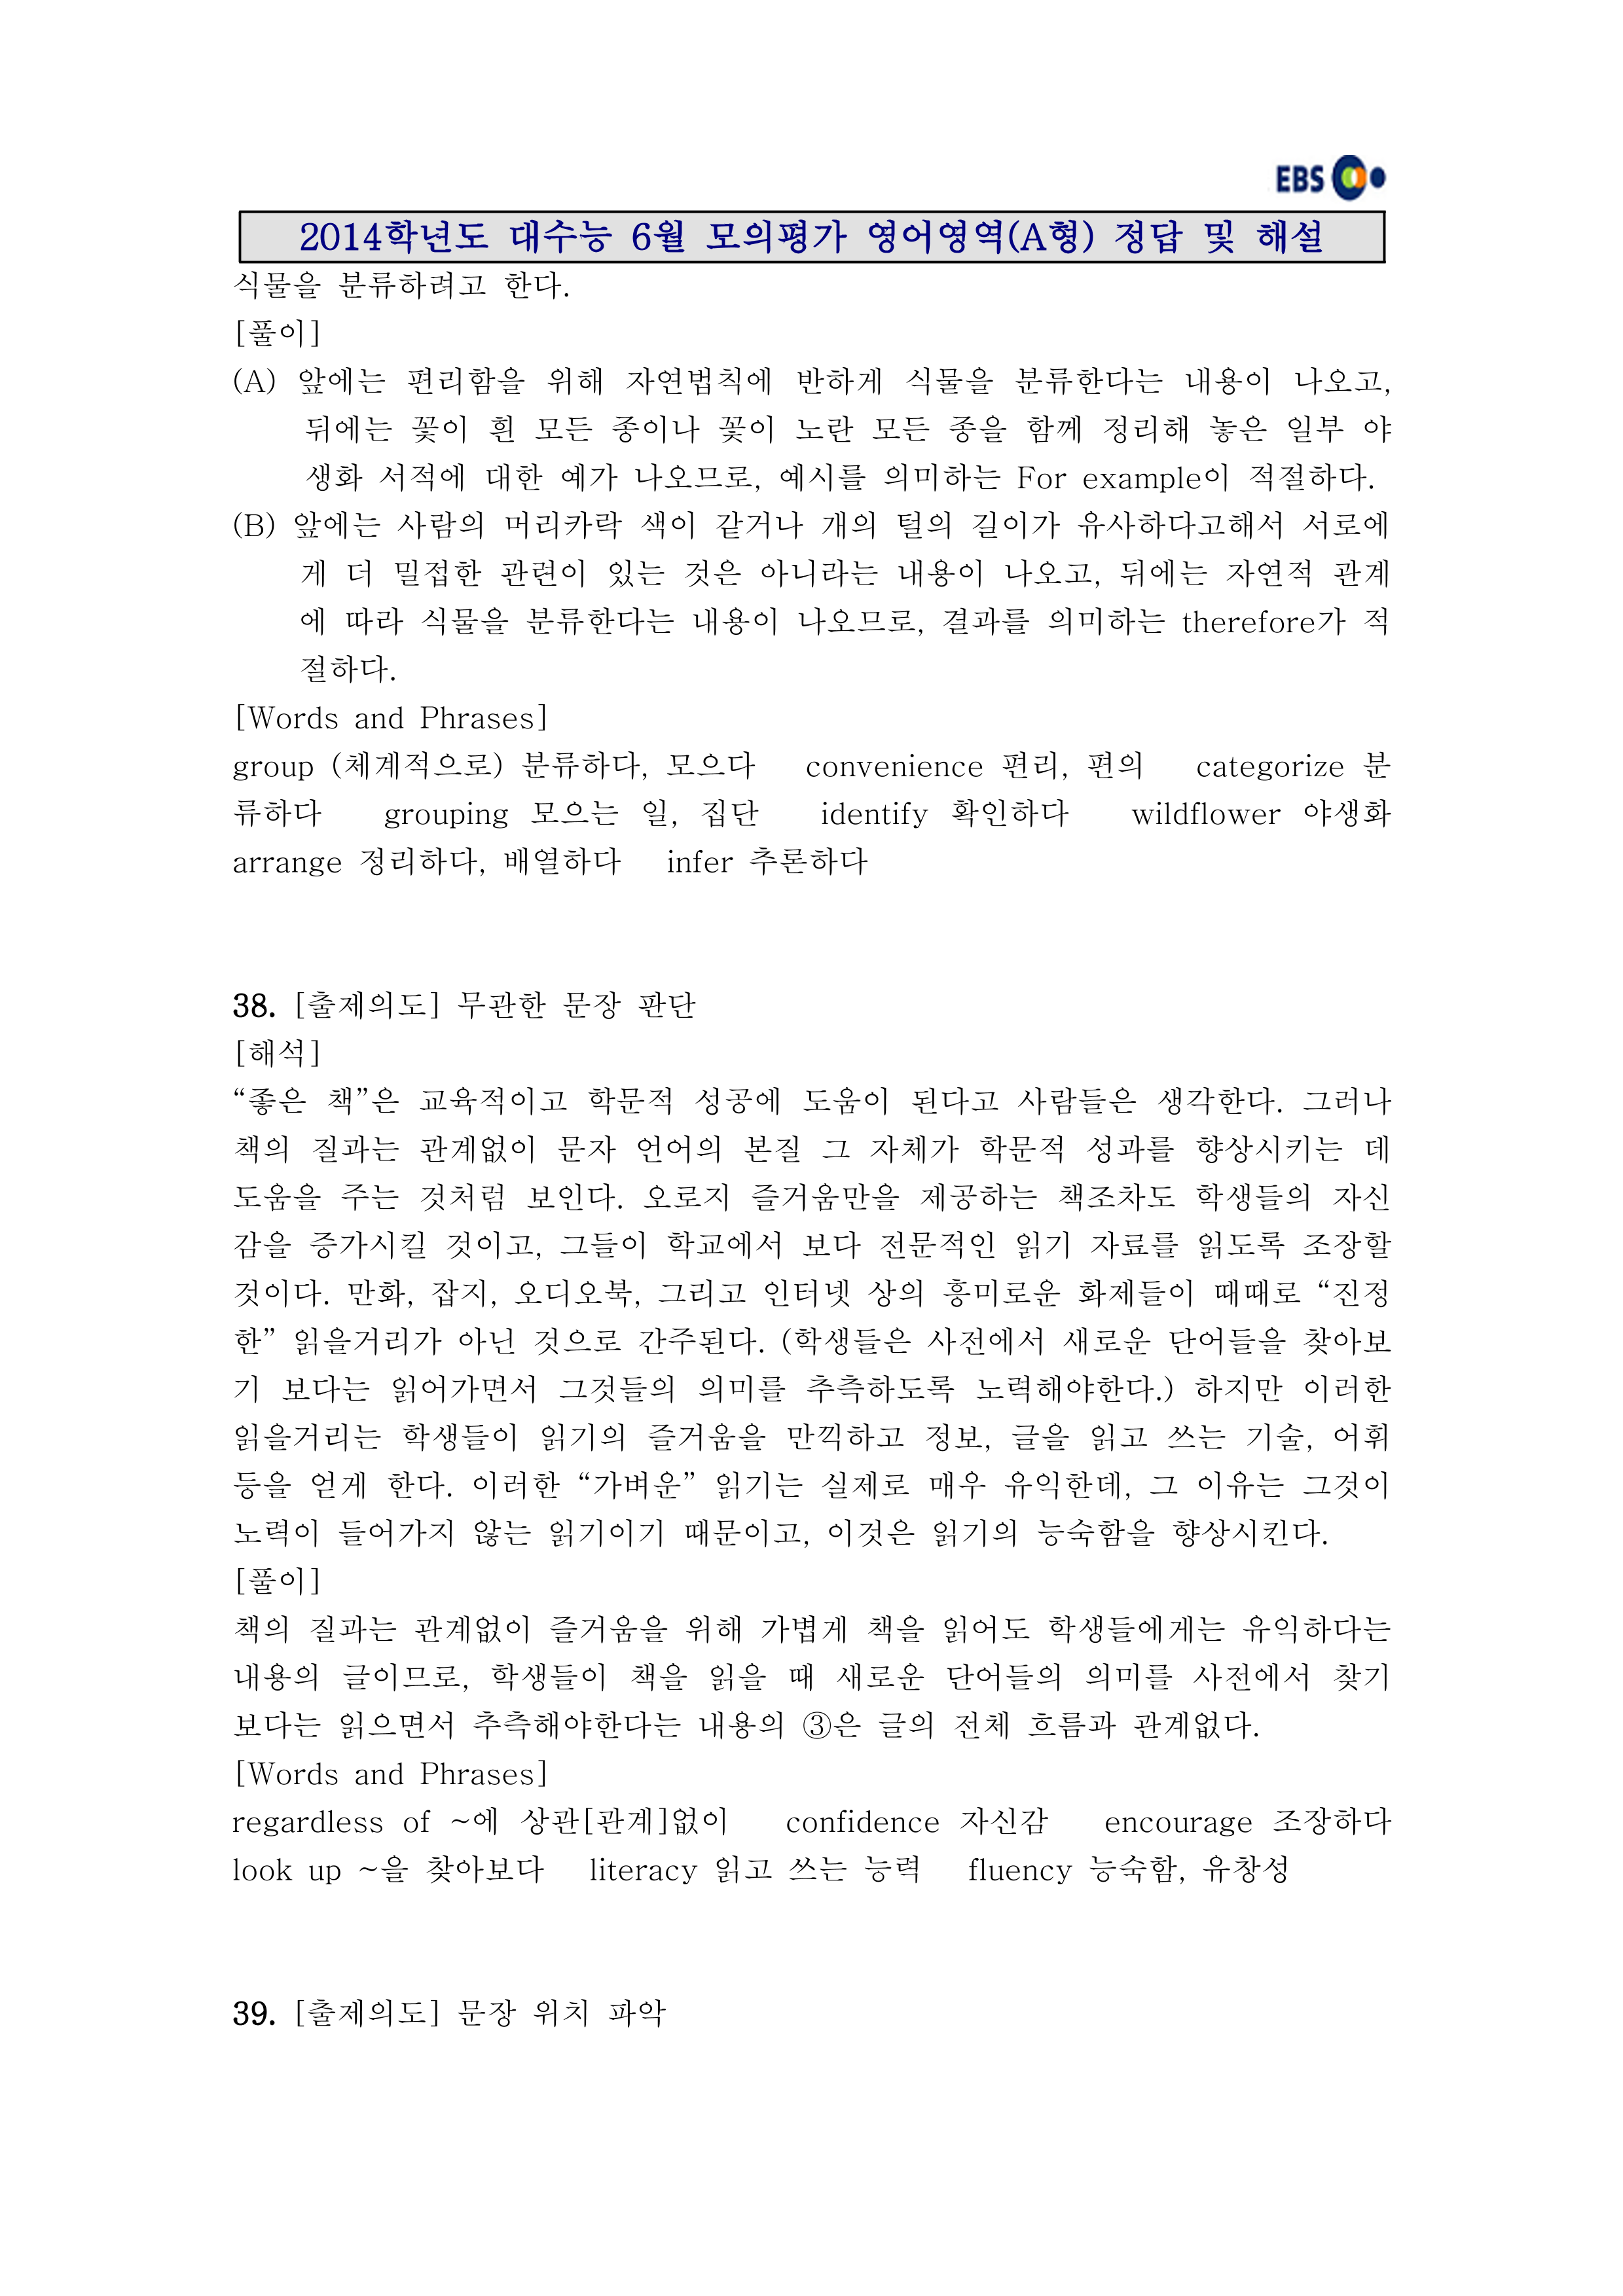 EBS
2014학년도 대수능 6월 모의평가 영어영역(A형) 정답 및 해설
식물을 분류하려고 한다.
[풀이]
(A) 앞에는 편리함을 위해 자연법칙에 반하게 식물을 분류한다는 내용이 나오고,
뒤에는 꽃이 흰 모든 종이나 꽃이 노란 모든 종을 함께 정리해 놓은 일부 야
생화 서적에 대한 예가 나오므로, 예시를 의미하는 For example이 적절하다.
(B) 앞에는 사람의 머리카락 색이 같거나 개의 털의 길이가 유사하다고해서 서로에
게 더 밀접한 관련이 있는 것은 아니라는 내용이 나오고, 뒤에는 자연적 관계
에 따라 식물을 분류한다는 내용이 나오므로, 결과를 의미하는 therefore가 적
절하다.
[Words and Phrases]
group (체계적으로) 분류하다, 모으다 convenience 편리, 편의 categorize 분
류하다 grouping 모으는 일, 집단 identify 확인하다 wildflower 야생화
arrange 정리하다, 배열하다 infer 추론하다
38. [출제의도] 무관한 문장 판단
[해석]
“좋은 책”은 교육적이고 학문적 성공에 도움이 된다고 사람들은 생각한다. 그러나
책의 질과는 관계없이 문자 언어의 본질 그 자체가 학문적 성과를 향상시키는 데
도움을 주는 것처럼 보인다. 오로지 즐거움만을 제공하는 책조차도 학생들의 자신
감을 증가시킬 것이고, 그들이 학교에서 보다 전문적인 읽기 자료를 읽도록 조장할
것이다. 만화, 잡지, 오디오북, 그리고 인터넷 상의 흥미로운 화제들이 때때로 “진정
한” 읽을거리가 아닌 것으로 간주된다. (학생들은 사전에서 새로운 단어들을 찾아보
기 보다는 읽어가면서 그것들의 의미를 추측하도록 노력해야한다.) 하지만 이러한
읽을거리는 학생들이 읽기의 즐거움을 만끽하고 정보, 글을 읽고 쓰는 기술, 어휘
등을 얻게 한다. 이러한 “가벼운” 읽기는 실제로 매우 유익한데, 그 이유는 그것이
노력이 들어가지 않는 읽기이기 때문이고, 이것은 읽기의 능숙함을 향상시킨다.
[풀이]
책의 질과는 관계없이 즐거움을 위해 가볍게 책을 읽어도 학생들에게는 유익하다는
내용의 글이므로, 학생들이 책을 읽을 때 새로운 단어들의 의미를 사전에서 찾기
보다는 읽으면서 추측해야한다는 내용의 ③은 글의 전체 흐름과 관계없다.
[Words and Phrases]
regardless of ~에 상관[관계]없이 confidence 자신감 encourage 조장하다
look up ~을 찾아보다 literacy 읽고 쓰는 능력 fluency 능숙함, 유창성
39. [출제의도] 문장 위치 파악